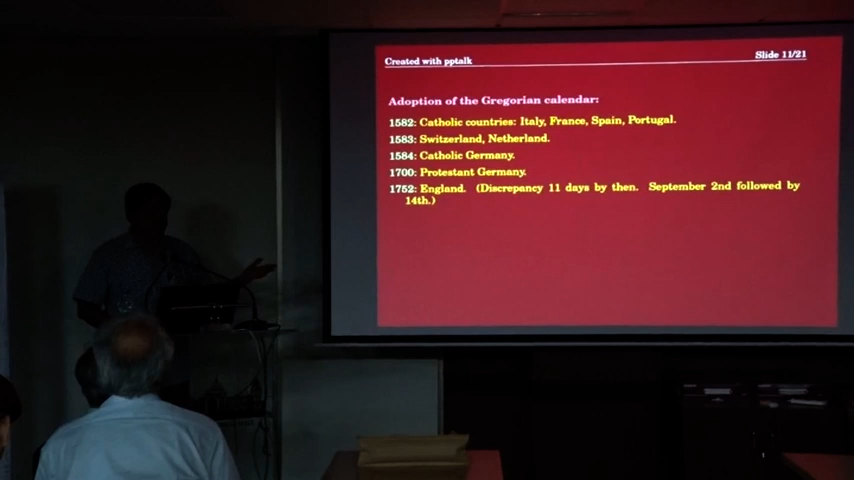 Created with pptalk
Slide 11/21
Adoption of the Gregorian calendar:
1582: Catholic countries: Italy, France, Spain, Portugal.
1583: Switzerland, Netherland.
1584: Catholic Germany.
1700: Protestant Germany.
1752: England. (Discrepancy 11 days by then. September 2nd followed by
14th.)